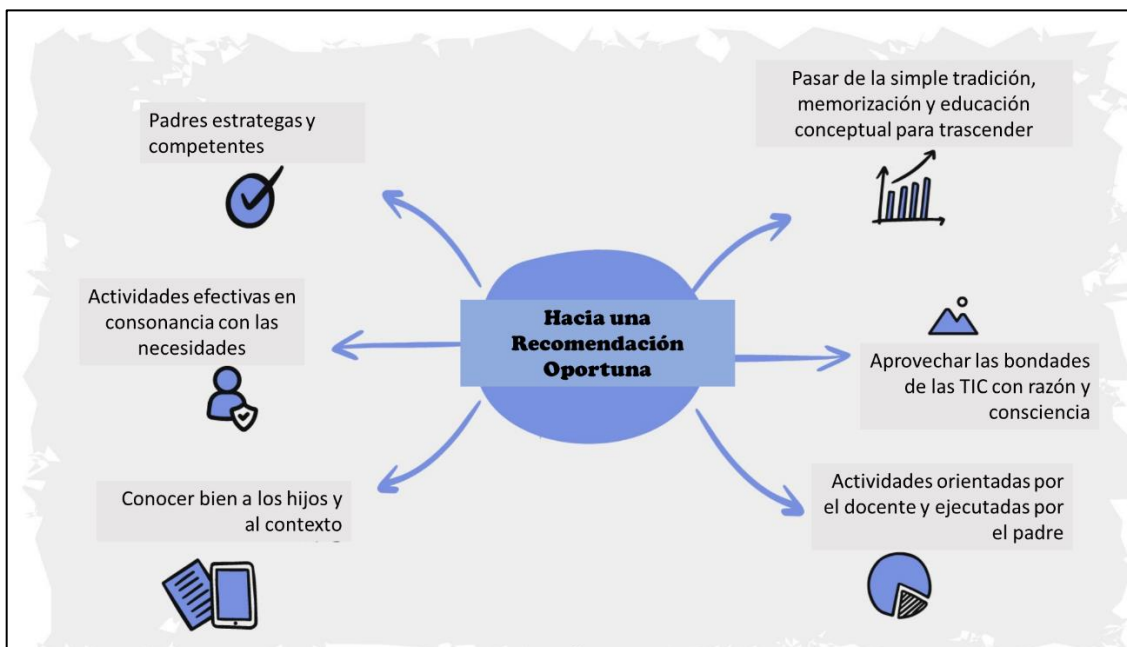 Padres estrategas y
competentes
Actividades efectivas en
consonancia con las
necesidades
Conocer bien a los hijos y
al contexto
Hacia una
Recomendación
Oportuna
Pasar de la simple tradición,
memorización y educación
conceptual para trascender
Aprovechar las bondades
de las TIC con razón y
consciencia
Actividades orientadas por
el docente y ejecutadas por
el padre